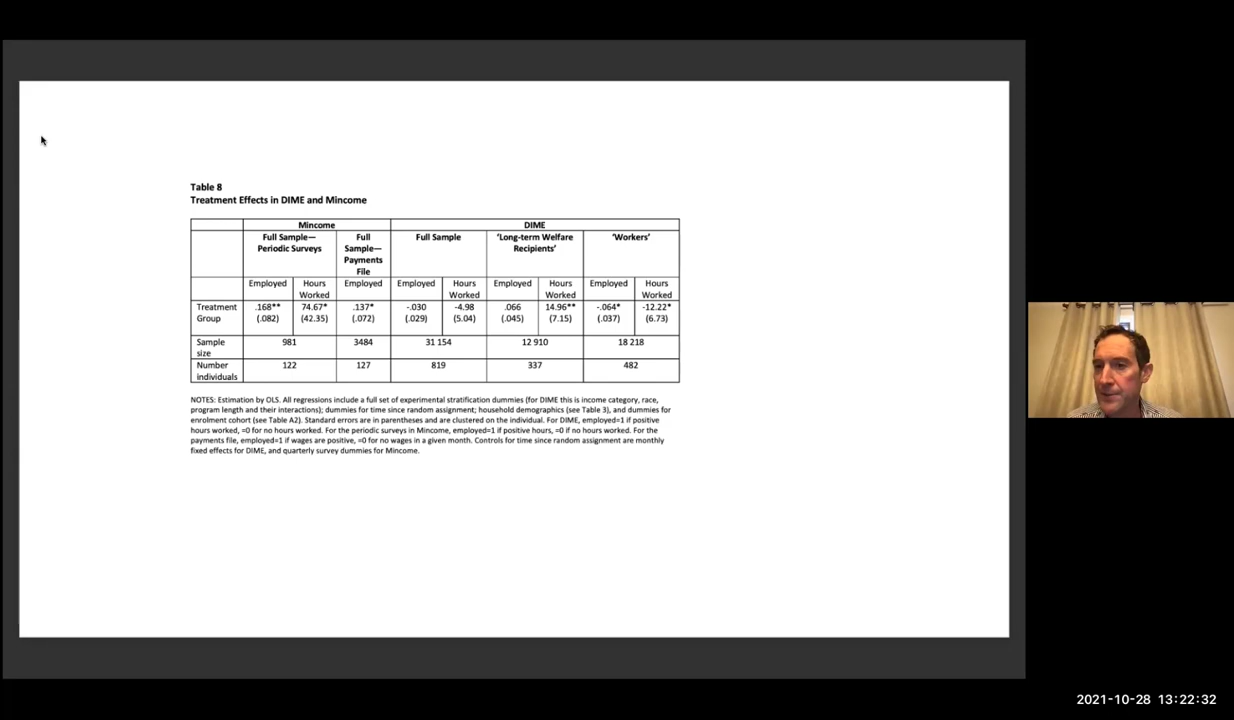 Table 8
Treatment Effects in DIME and Mincome
Mincome DIME
Full Sample— Periodic Surveys Full Sample— Payments File Full Sample 'Long-term Welfare Recipients' 'Workers'
Employed Hours Worked Employed Employed Hours Worked Employed Hours Worked Employed Hours Worked
Treatment Group .168** (.082) 74.67* (42.35) .137* (.072) -.030 (.029) -4.98 (5.04) .066 (.045) 14.96** (7.15) -.064* (.037) -12.22* (6.73)
Sample size 981 3484 31 154 12 910 18 218
Number individuals 122 127 819 337 482
NOTES: Estimation by OLS. All regressions include a full set of experimental stratification dummies (for DIME this is income category, race,
program length and their interactions); dummies for time since random assignment; household demographics (see Table 3), and dummies for
enrolment cohort (see Table A2). Standard errors are in parentheses and are clustered on the individual. For DIME, employed=1 if positive
hours worked, =0 for no hours worked. For the periodic surveys in Mincome, employed=1 if positive hours, =0 if no hours worked. For the
payments file, employed=1 if wages are positive, =0 for no wages in a given month. Controls for time since random assignment are monthly
fixed effects for DIME, and quarterly survey dummies for Mincome.
2021-10-28 13:22:32